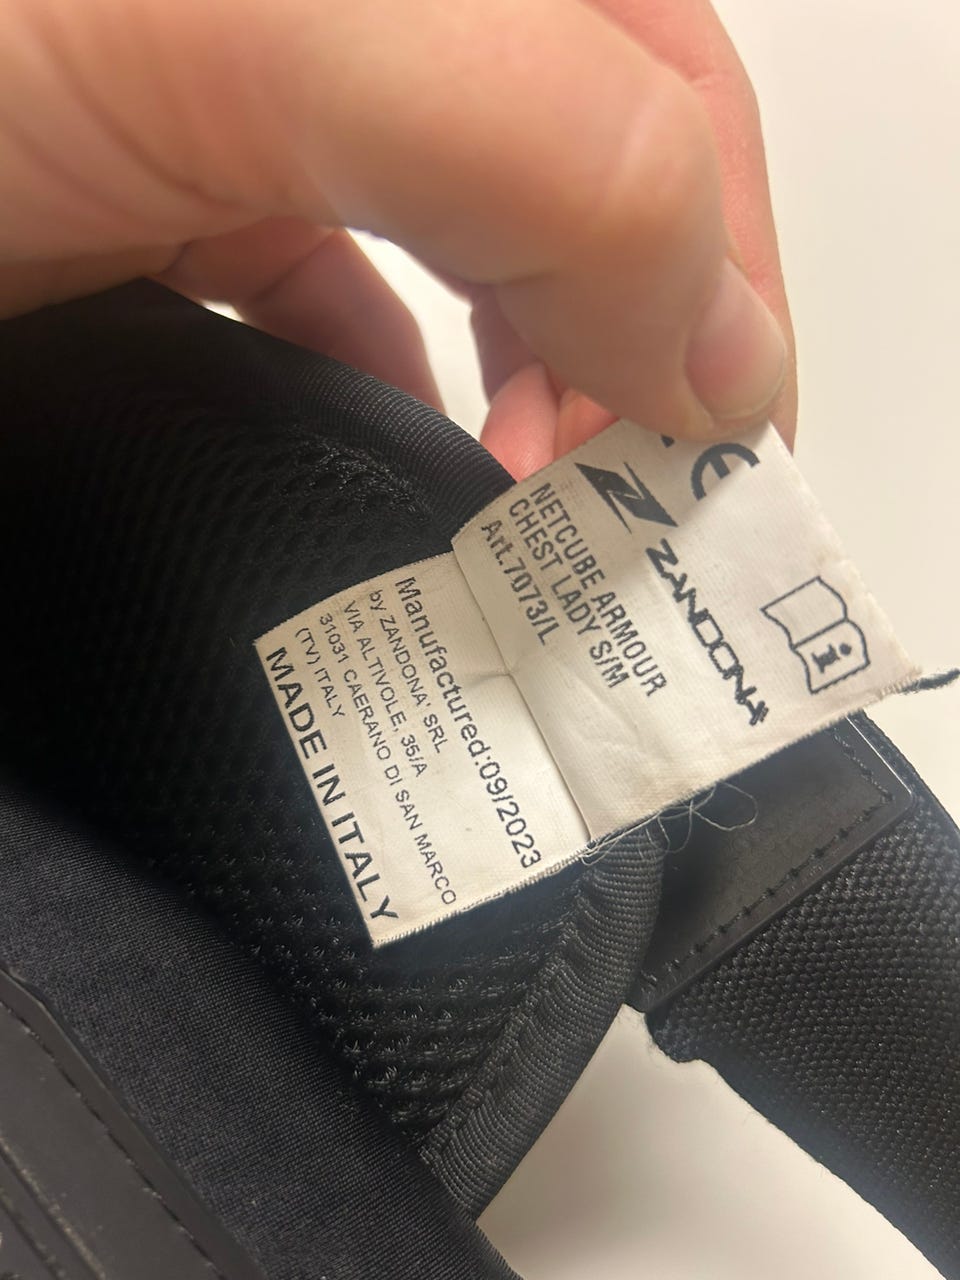 CE
ZANDONA'
NETCUBE ARMOUR
CHEST LADY S/M
Art.7073/L
Manufactured:09/2023
by ZANDONA' SRL
VIA ALTIVOLE, 35/A
31031 CAERANO DI SAN MARCO
(TV) ITALY
MADE IN ITALY